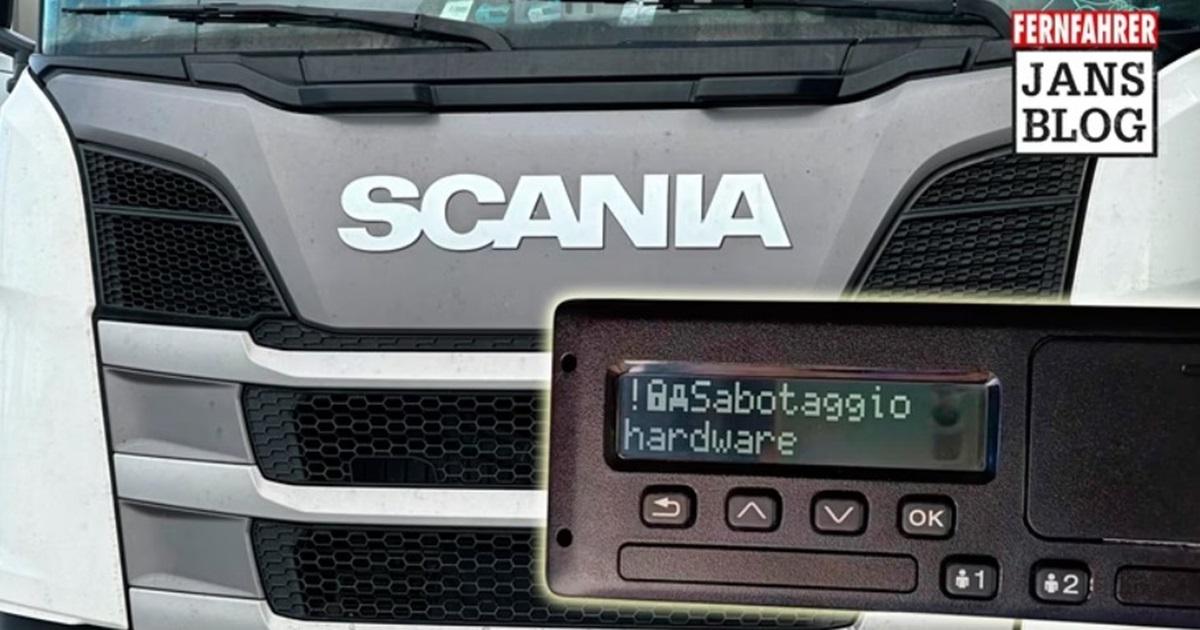 FERNFAHRER
JANS
BLOG
SCANIA
!Sabotaggio
hardware
OK
1
2